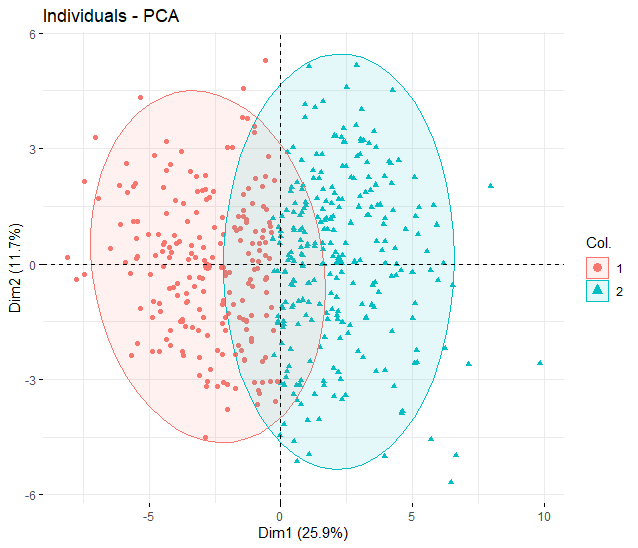 Individuals - PCA
6
3
0
-3
-6
Dim2 (11.7%)
-5
0
5
10
Dim1 (25.9%)
Col.
1
2